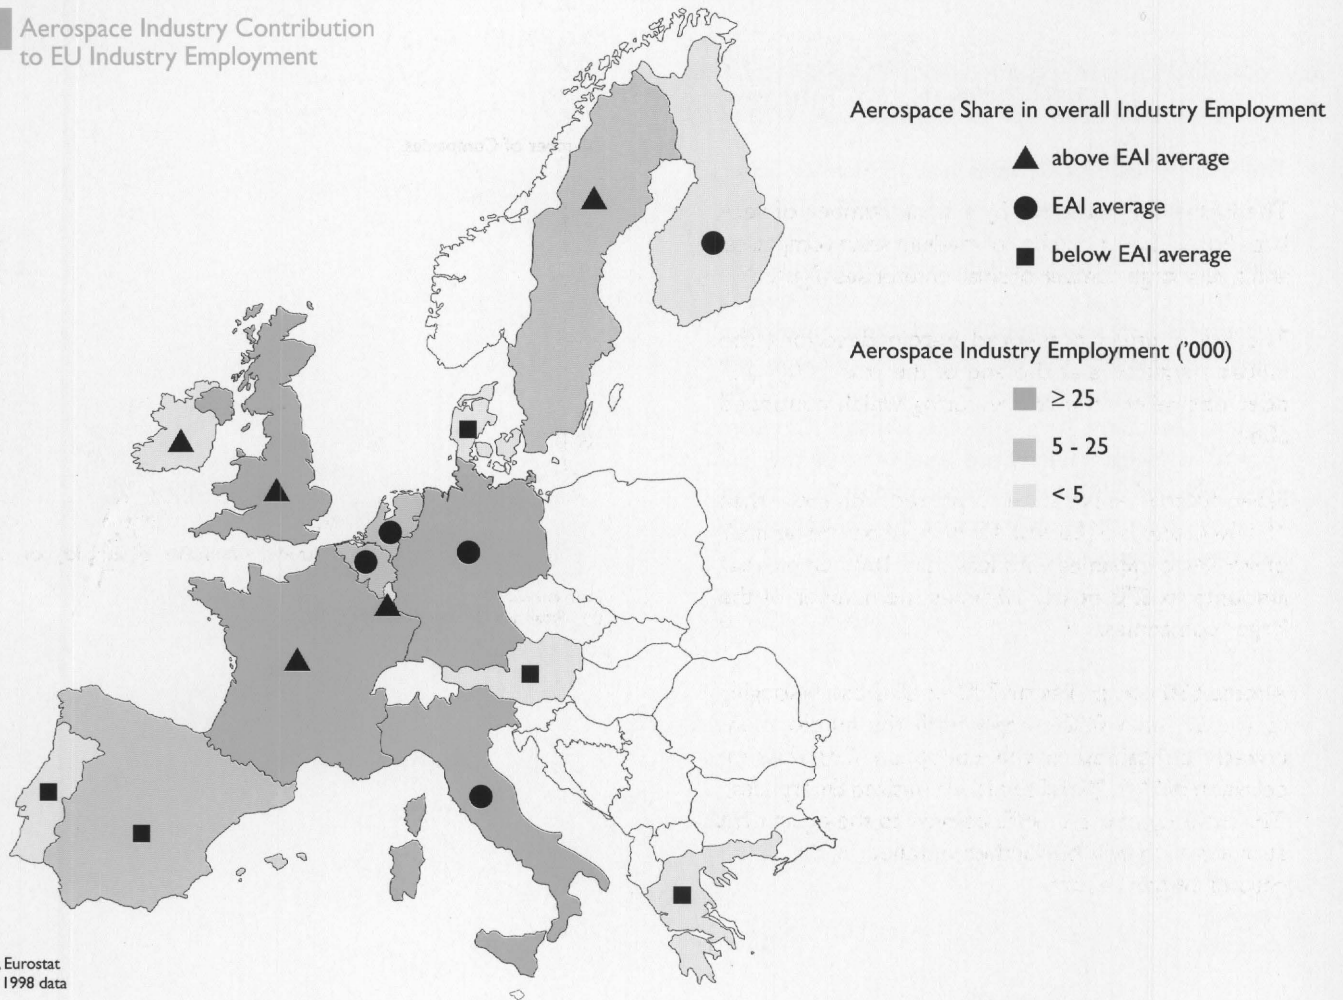 Aerospace Industry Contribution
to EU Industry Employment
Aerospace Share in overall Industry Employment
above EAI average
EAI average
below EAI average
Aerospace Industry Employment ('000)
≥ 25
5 - 25
< 5
Eurostat
1998 data